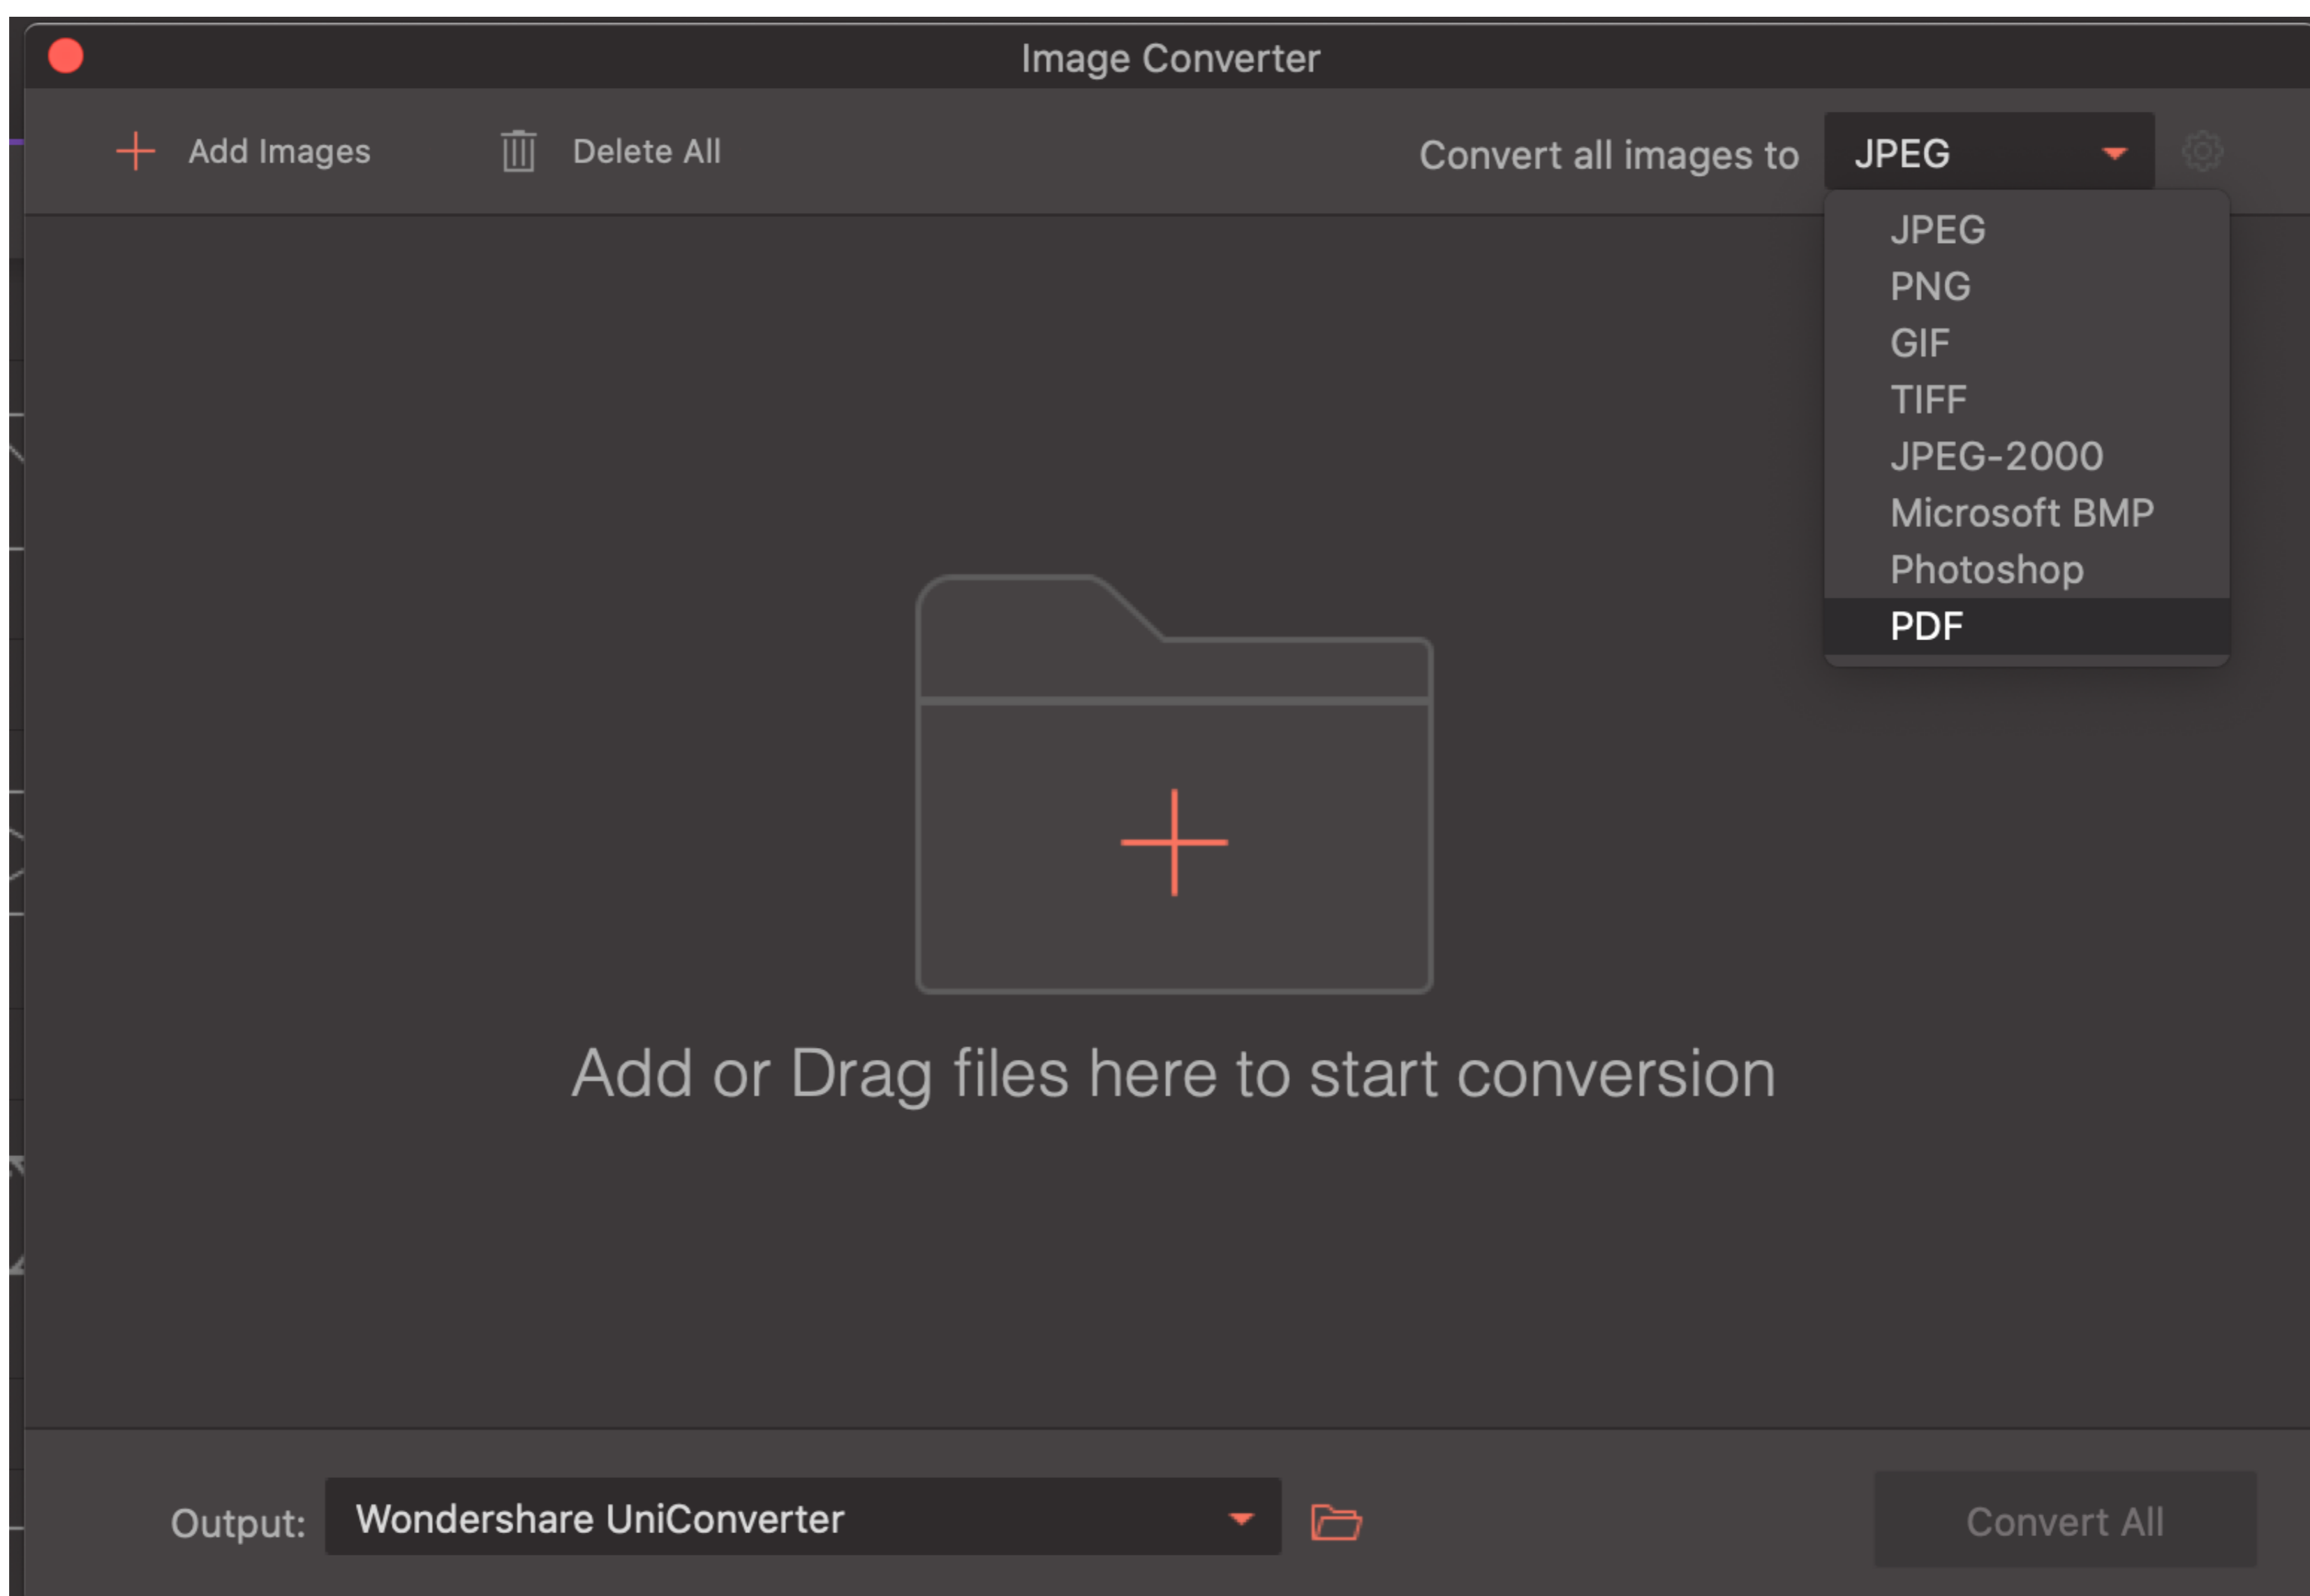 Image Converter
Add Images
Delete All
Convert all images to
JPEG
JPEG
PNG
GIF
TIFF
JPEG-2000
Microsoft BMP
Photoshop
PDF
Add or Drag files here to start conversion
Output:
Wondershare UniConverter
Convert All